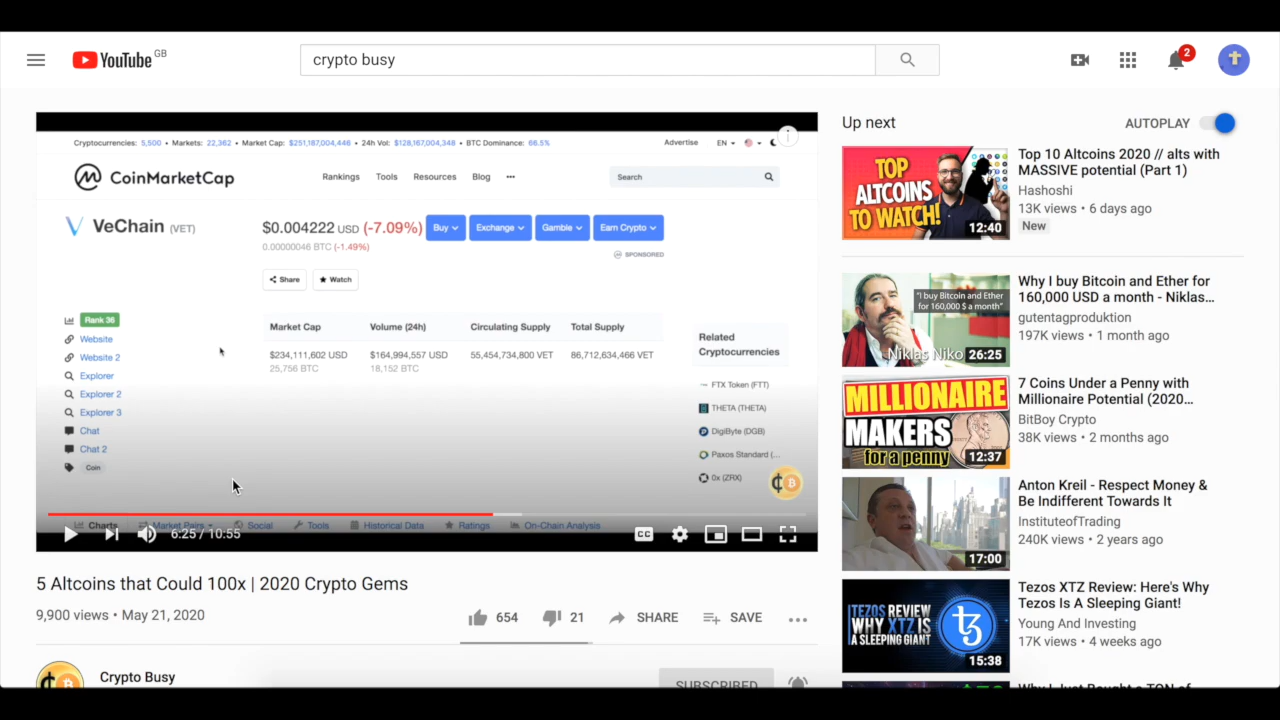 YouTube GB
crypto busy
2
Cryptocurrencies: 5,500 • Markets: 22,362 • Market Cap: $251,187,004,446 • 24h Vol: $128,167,004,348 • BTC Dominance: 66.5%
Advertise EN
CoinMarketCap
Rankings Tools Resources Blog •••
Search
VeChain (VET)
$0.004222 USD (-7.09%)
0.00000046 BTC (-1.49%)
Buy Exchange Gamble Earn Crypto
SPONSORED
Share Watch
Rank 36
Website
Website 2
Explorer
Explorer 2
Explorer 3
Chat
Chat 2
Coin
Market Cap Volume (24h) Circulating Supply Total Supply
$234,111,602 USD $164,994,557 USD 55,454,734,800 VET 86,712,634,466 VET
25,756 BTC 18,152 BTC
Related
Cryptocurrencies
FTX Token (FTT)
THETA (THETA)
DigiByte (DGB)
Paxos Standard (...
0x (ZRX)
Charts Market Pairs Social Tools Historical Data Ratings On-Chain Analysis
6:25 / 10:55
CC
5 Altcoins that Could 100x | 2020 Crypto Gems
9,900 views • May 21, 2020
654 21 SHARE SAVE
Crypto Busy
SUBSCRIBED
Up next
AUTOPLAY
TOP
ALTCOINS
TO WATCH!
12:40
Top 10 Altcoins 2020 // alts with
MASSIVE potential (Part 1)
Hashoshi
13K views • 6 days ago
New
"I buy Bitcoin and Ether
for 160,000 $ a month"
Niklas Niko
26:25
Why I buy Bitcoin and Ether for
160,000 USD a month - Niklas...
gutentagproduktion
197K views • 1 month ago
MILLIONAIRE
MAKERS
for a penny
12:37
7 Coins Under a Penny with
Millionaire Potential (2020...
BitBoy Crypto
38K views • 2 months ago
17:00
Anton Kreil - Respect Money &
Be Indifferent Towards It
InstituteofTrading
240K views • 2 years ago
TEZOS REVIEW
WHY XTZ IS
A SLEEPING GIANT
15:38
Tezos XTZ Review: Here's Why
Tezos Is A Sleeping Giant!
Young And Investing
17K views • 4 weeks ago
Why I Just Bought a TON of